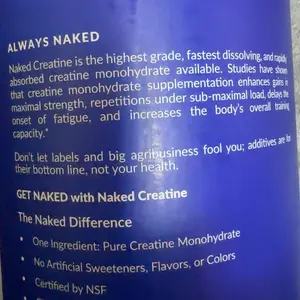 ALWAYS NAKED
Naked Creatine is the highest grade, fastest dissolving, and rapidly
absorbed creatine monohydrate available. Studies have shown
that creatine monohydrate supplementation enhances gains in
maximal strength, repetitions under sub-maximal load, delays the
onset of fatigue, and increases the body's overall training
capacity.*
Don't let labels and big agribusiness fool you; additives are for
their bottom line, not your health.
GET NAKED with Naked Creatine
The Naked Difference
• One Ingredient: Pure Creatine Monohydrate
• No Artificial Sweeteners, Flavors, or Colors
• Certified by NSF